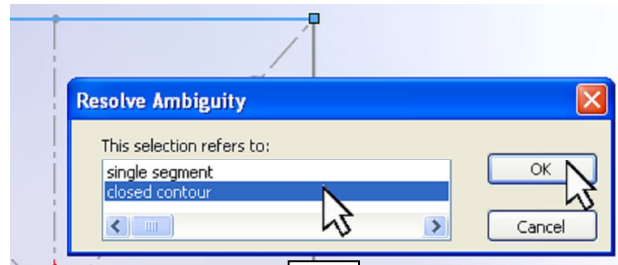 Resolve Ambiguity
This selection refers to:
single segment
closed contour
OK
Cancel